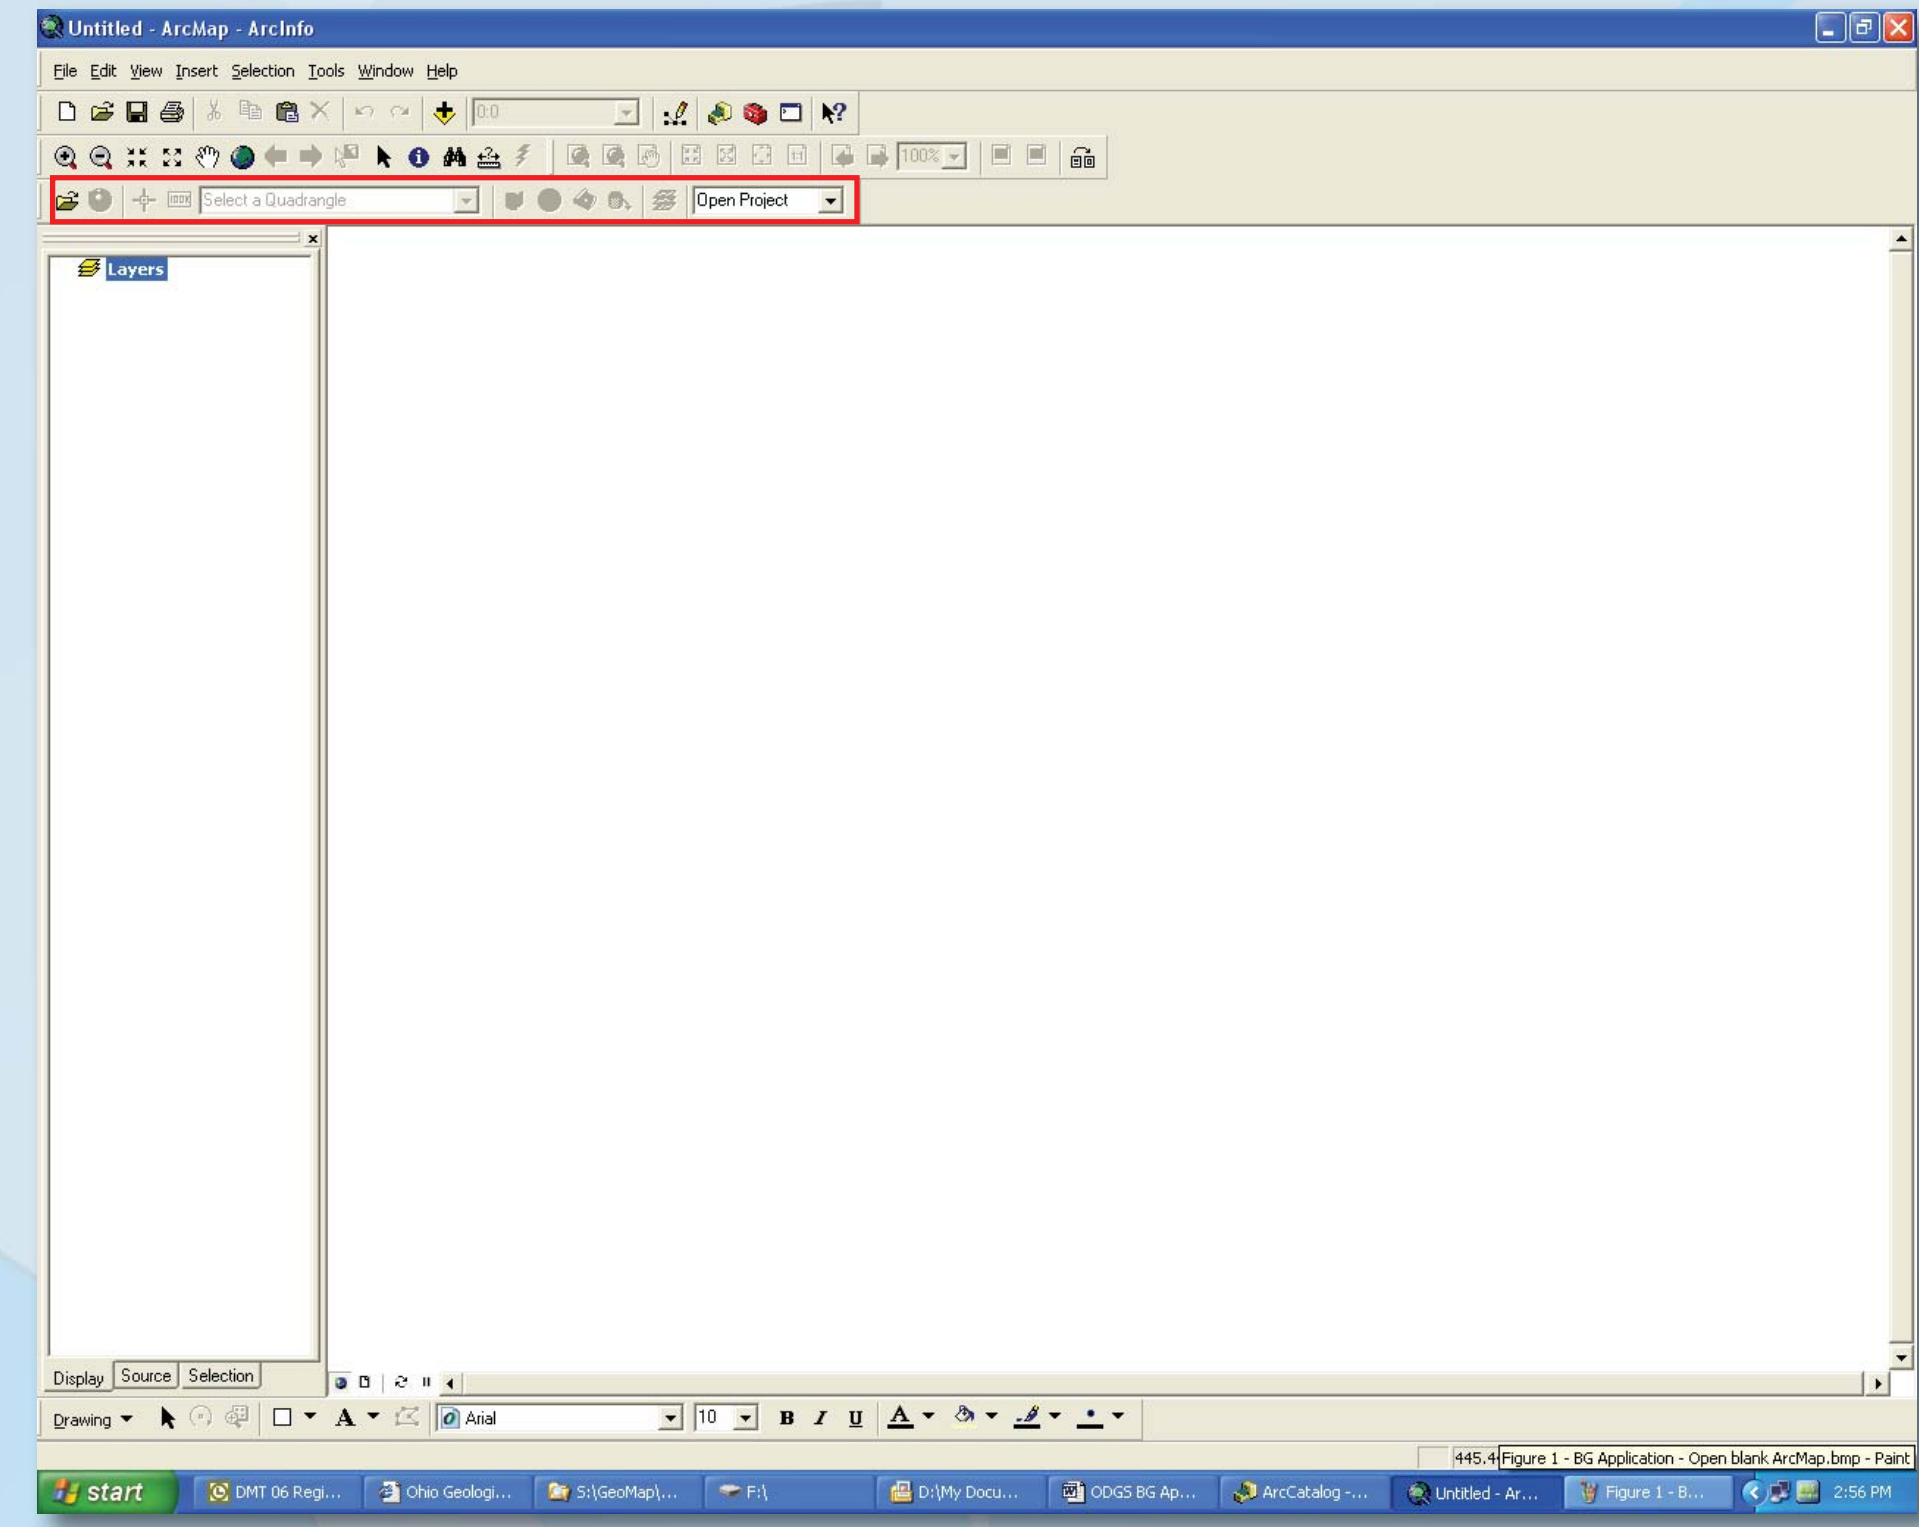 Untitled - ArcMap - ArcInfo
File Edit View Insert Selection Tools Window Help
0:0
100%
Select a Quadrangle Open Project
Layers
Display Source Selection
Drawing A Arial 10 B I U A
445.4 Figure 1 - BG Application - Open blank ArcMap.bmp - Paint
start DMT 06 Regi... Ohio Geologi... S:\GeoMap\... F:\ D:\My Docu... ODGS BG Ap... ArcCatalog -... Untitled - Ar... Figure 1 - B... 2:56 PM